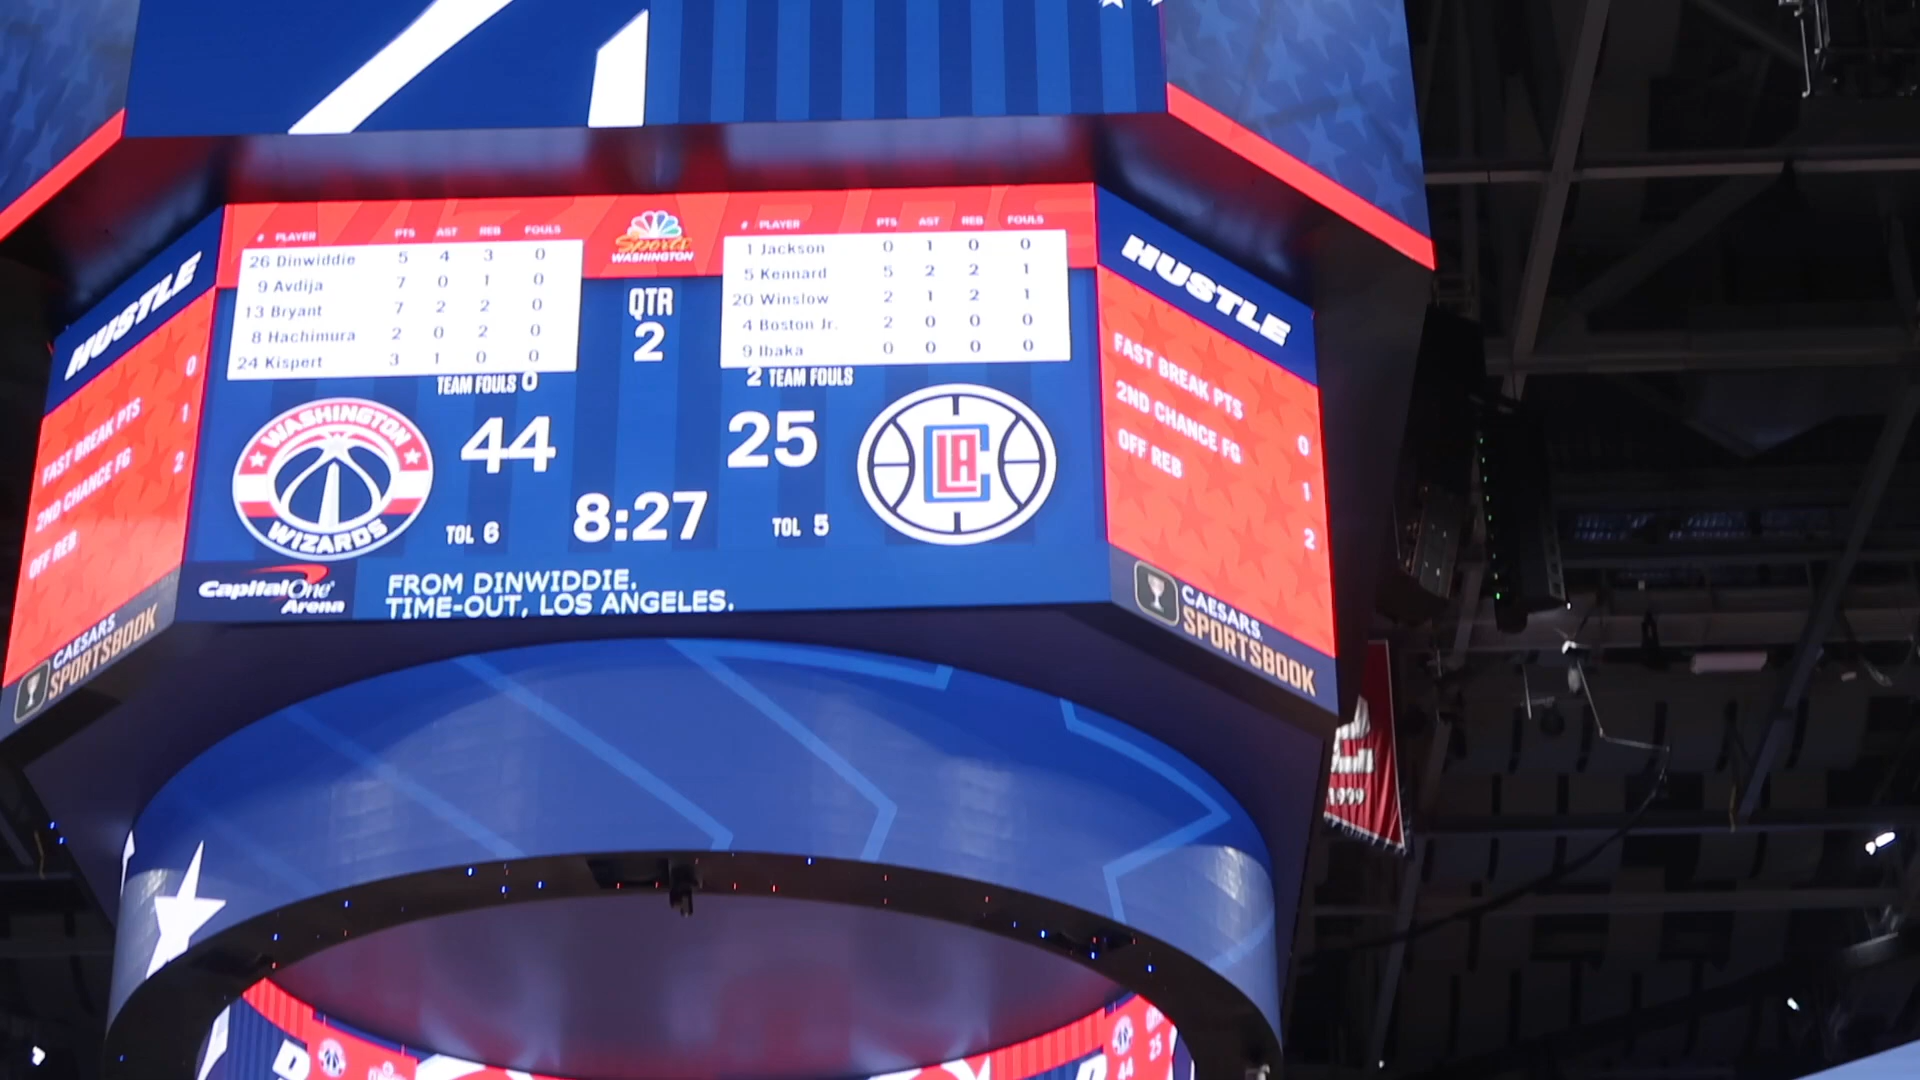 HUSTLE
0
FAST BREAK PTS
1
2ND CHANCE FG
2
OFF REB
CAESARS
SPORTSBOOK
# PLAYER PTS AST REB FOULS
26 Dinwiddie 5 4 3 0
9 Avdija 7 0 1 0
13 Bryant 7 2 2 0
8 Hachimura 2 0 2 0
24 Kispert 3 1 0 0
TEAM FOULS 0
Sports
WASHINGTON
QTR
2
# PLAYER PTS AST REB FOULS
1 Jackson 0 1 0 0
5 Kennard 5 2 2 1
20 Winslow 2 1 2 1
4 Boston Jr. 2 0 0 0
9 Ibaka 0 0 0 0
2 TEAM FOULS
WASHINGTON
WIZARDS
44
25
LAC
TOL 6
8:27
TOL 5
CapitalOne
Arena
FROM DINWIDDIE.
TIME-OUT, LOS ANGELES.
HUSTLE
FAST BREAK PTS
0
2ND CHANCE FG
1
OFF REB
2
CAESARS
SPORTSBOOK
1999
44
25